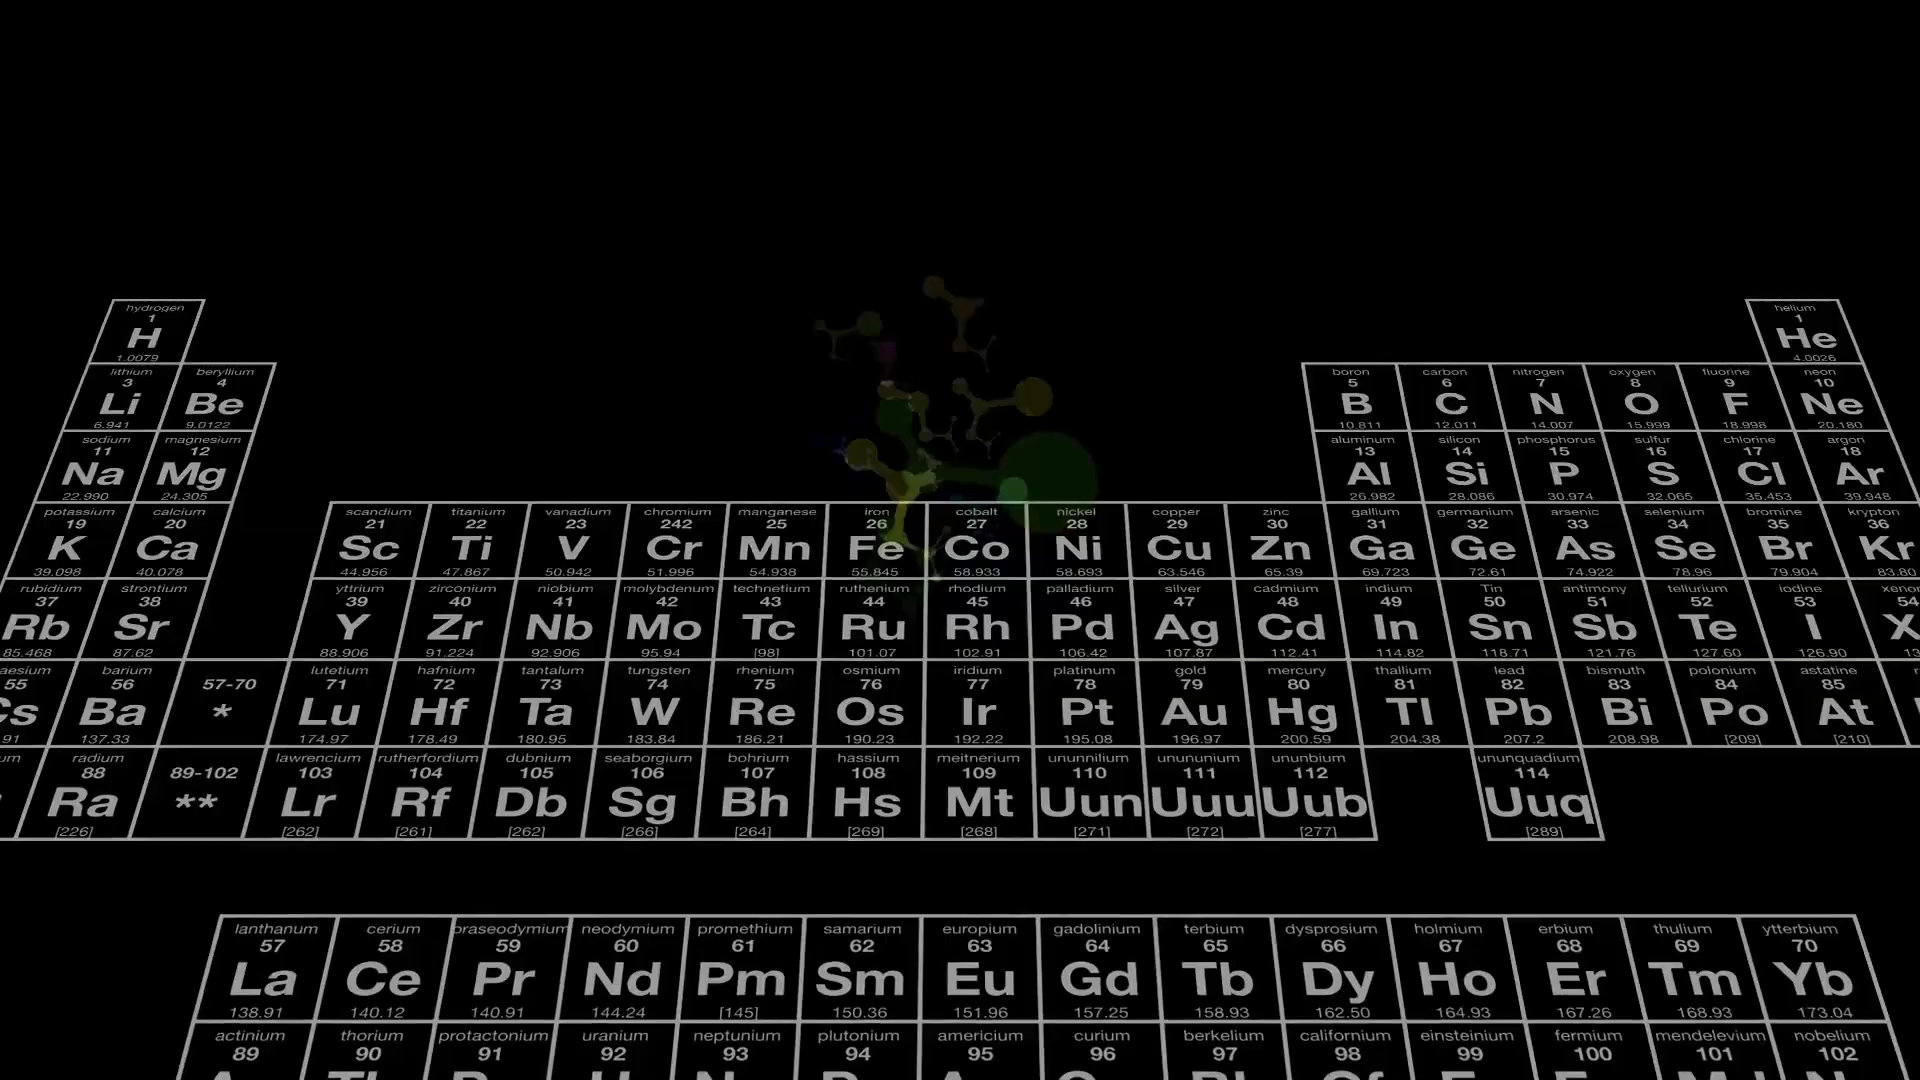 hydrogen helium
1 1
H He
1.0079 4.0026
lithium beryllium boron carbon nitrogen oxygen fluorine neon
3 4 5 6 7 8 9 10
Li Be B C N O F Ne
6.941 9.0122 10.811 12.011 14.007 15.999 18.998 20.180
sodium magnesium aluminum silicon phosphorus sulfur chlorine argon
11 12 13 14 15 16 17 18
Na Mg Al Si P S Cl Ar
22.990 24.305 26.982 28.086 30.974 32.065 35.453 39.948
potassium calcium scandium titanium vanadium chromium manganese iron cobalt nickel copper zinc gallium germanium arsenic selenium bromine krypton
19 20 21 22 23 242 25 26 27 28 29 30 31 32 33 34 35 36
K Ca Sc Ti V Cr Mn Fe Co Ni Cu Zn Ga Ge As Se Br Kr
39.098 40.078 44.956 47.867 50.942 51.996 54.938 55.845 58.933 58.693 63.546 65.39 69.723 72.61 74.922 78.96 79.904 83.80
rubidium strontium yttrium zirconium niobium molybdenum technetium ruthenium rhodium palladium silver cadmium indium Tin antimony tellurium iodine
37 38 39 40 41 42 43 44 45 46 47 48 49 50 51 52 53 54
Rb Sr Y Zr Nb Mo Tc Ru Rh Pd Ag Cd In Sn Sb Te I X
85.468 87.62 88.906 91.224 92.906 95.94 [98] 101.07 102.91 106.42 107.87 112.41 114.82 118.71 121.76 127.60 126.90
barium lutetium hafnium tantalum tungsten rhenium osmium iridium platinum gold mercury thallium lead bismuth polonium astatine
55 56 57-70 71 72 73 74 75 76 77 78 79 80 81 82 83 84 85
Cs Ba * Lu Hf Ta W Re Os Ir Pt Au Hg Tl Pb Bi Po At
91 137.33 174.97 178.49 180.95 183.84 186.21 190.23 192.22 195.08 196.97 200.59 204.38 207.2 208.98 [209] [210]
radium lawrencium rutherfordium dubnium seaborgium bohrium hassium meitnerium ununnilium unununium ununbium ununquadium
88 89-102 103 104 105 106 107 108 109 110 111 112 114
Ra ** Lr Rf Db Sg Bh Hs Mt Uun Uuu Uub Uuq
[226] [262] [261] [262] [266] [264] [269] [268] [271] [272] [277] [289]
lanthanum cerium praseodymium neodymium promethium samarium europium gadolinium terbium dysprosium holmium erbium thulium ytterbium
57 58 59 60 61 62 63 64 65 66 67 68 69 70
La Ce Pr Nd Pm Sm Eu Gd Tb Dy Ho Er Tm Yb
138.91 140.12 140.91 144.24 [145] 150.36 151.96 157.25 158.93 162.50 164.93 167.26 168.93 173.04
actinium thorium protactonium uranium neptunium plutonium americium curium berkelium californium einsteinium fermium mendelevium nobelium
89 90 91 92 93 94 95 96 97 98 99 100 101 102